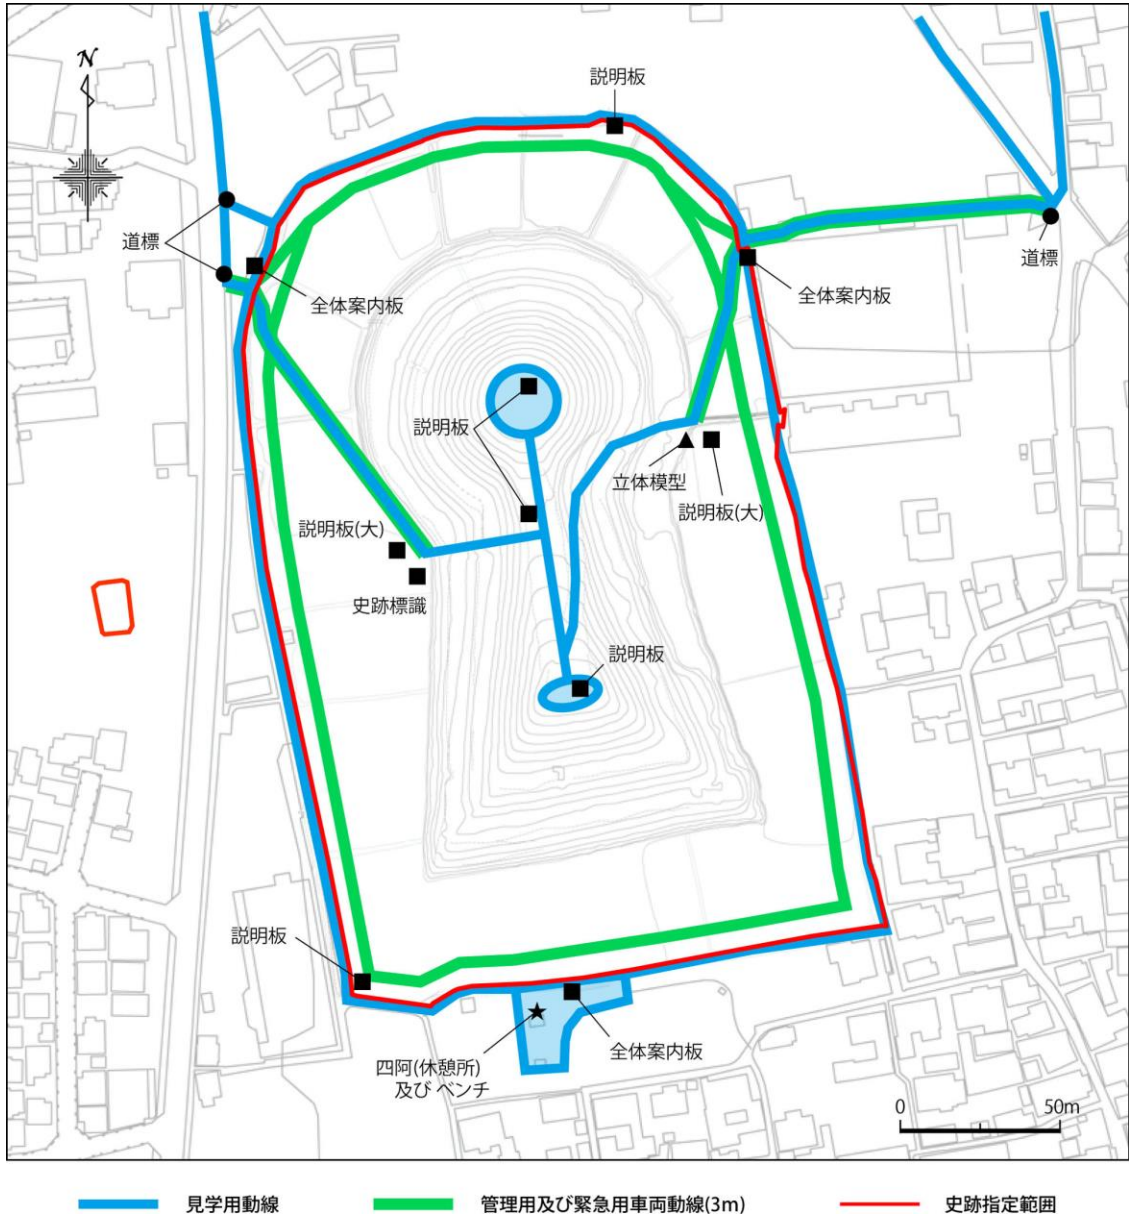 N
説明板
道標
道標
全体案内板
全体案内板
説明板
立体模型
説明板(大)
説明板(大)
史跡標識
説明板
説明板
四阿(休憩所)
及び ベンチ
全体案内板
0 50m
見学用動線 管理用及び緊急用車両動線(3m) 史跡指定範囲